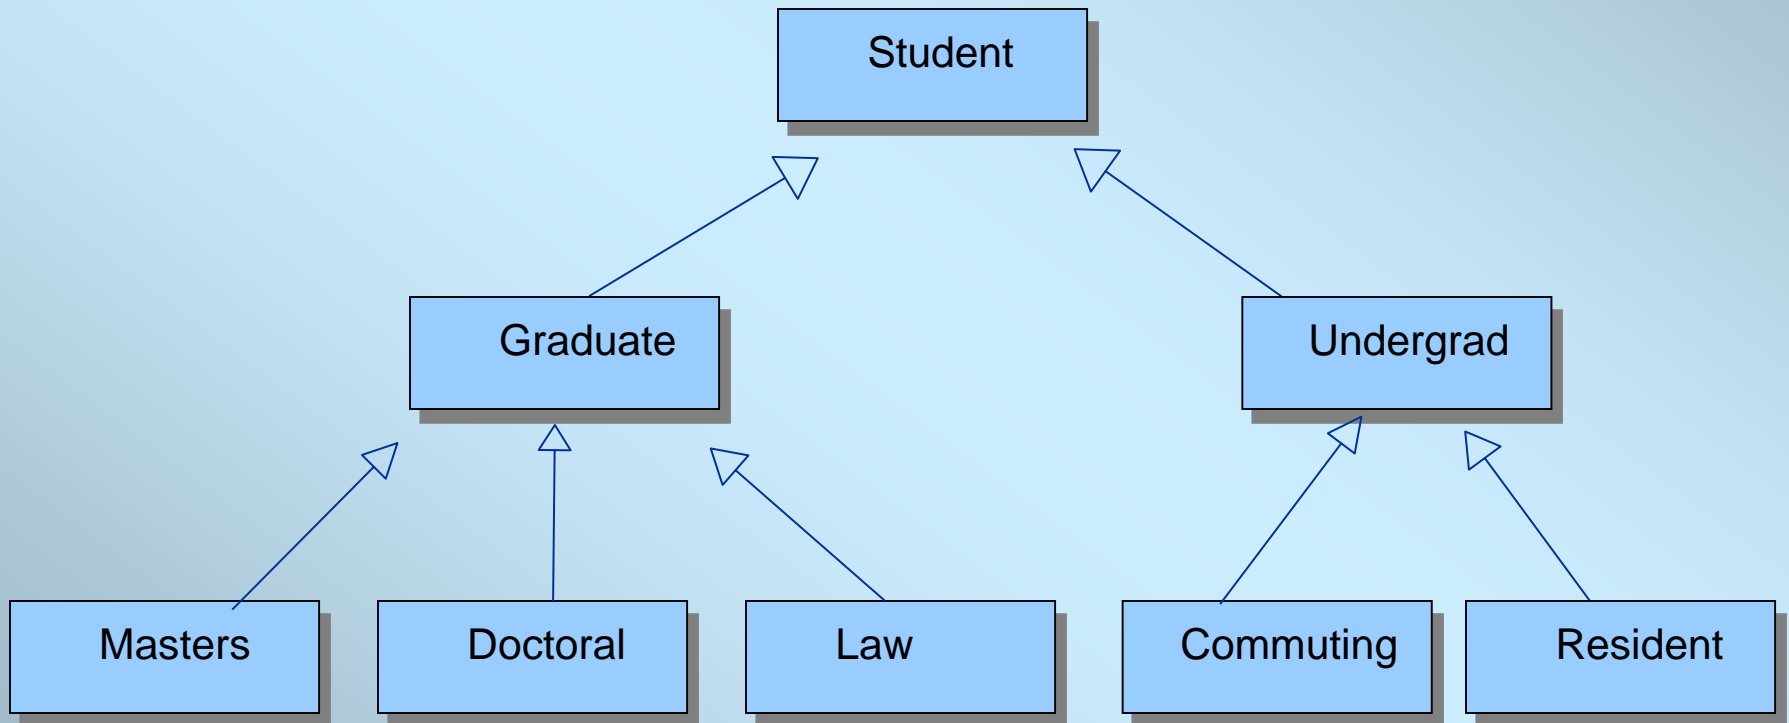 Student
Graduate
Undergrad
Masters
Doctoral
Law
Commuting
Resident